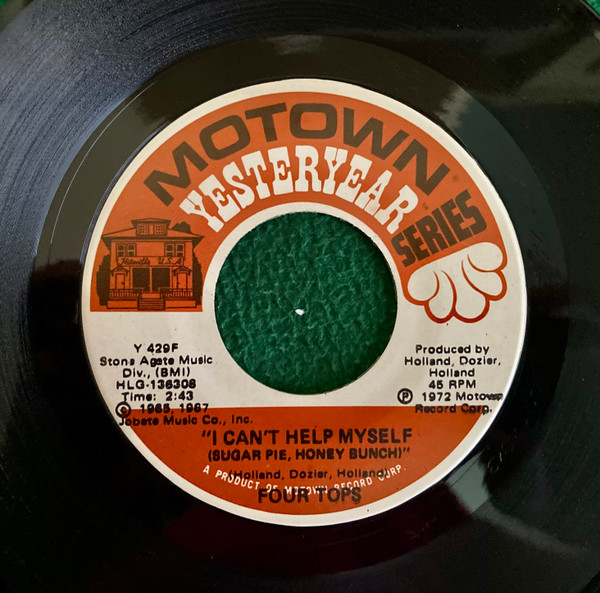 MOTOWN®
YESTERYEAR™
SERIES
Hitsville U.S.A.
Y 429F
Stone Agate Music
Div., (BMI)
HLG-136308
Time: 2:43
© 1965, 1967
Jobete Music Co., Inc.
Produced by
Holland, Dozier,
Holland
45 RPM
℗ 1972 Motown
Record Corp.
"I CAN'T HELP MYSELF
(SUGAR PIE, HONEY BUNCH)"
(Holland, Dozier, Holland)
A PRODUCT OF MOTOWN RECORD CORP.
FOUR TOPS